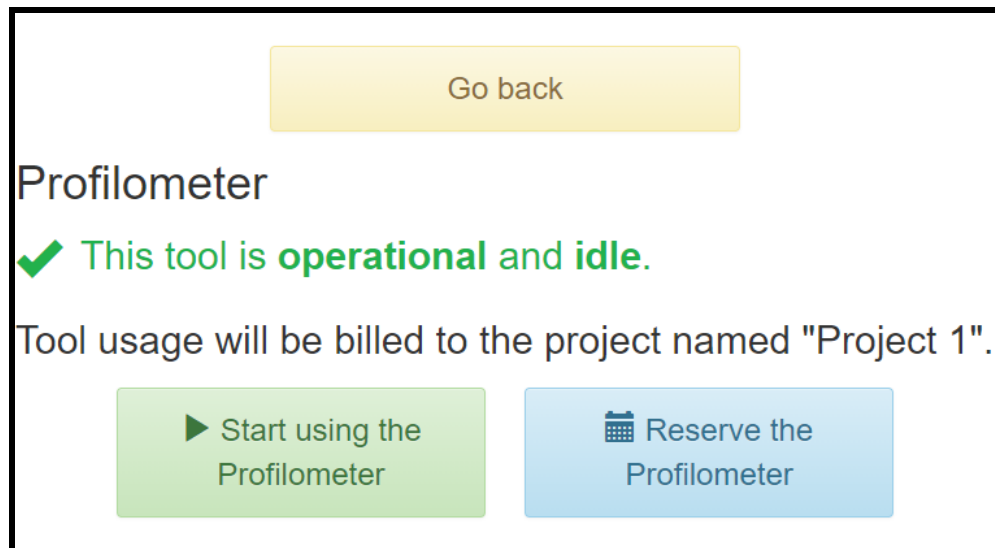 Go back
Profilometer
This tool is operational and idle.
Tool usage will be billed to the project named "Project 1".
Start using the
Profilometer
Reserve the
Profilometer